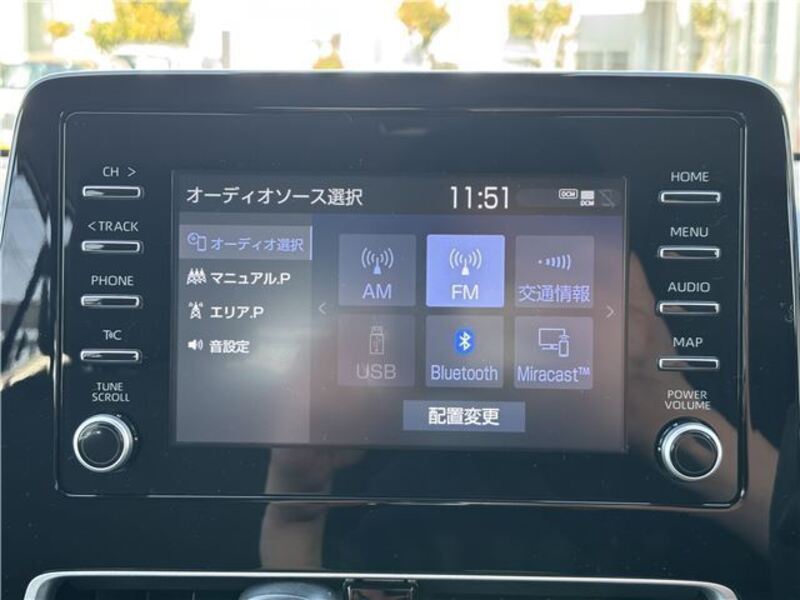 CH >
< TRACK
PHONE
T C
TUNE
SCROLL
オーディオソース選択 11:51 DCM DCM
オーディオ選択
マニュアル.P
エリア.P
音設定
AM FM 交通情報
USB Bluetooth Miracast™
配置変更
HOME
MENU
AUDIO
MAP
POWER
VOLUME